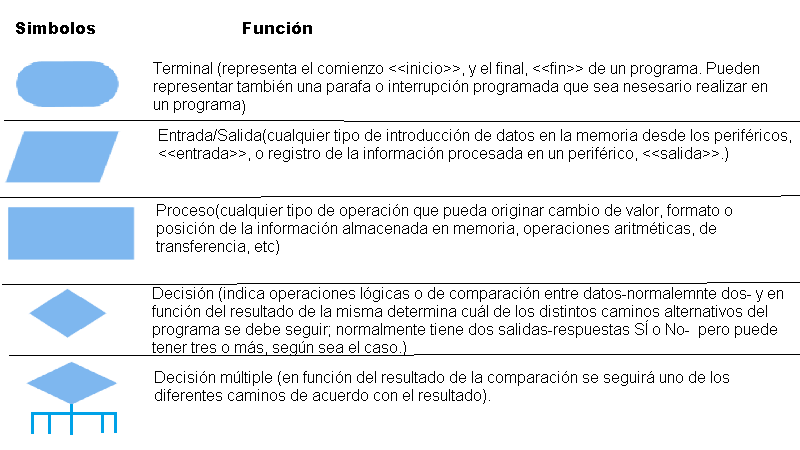 Simbolos Función
Terminal (representa el comienzo <<inicio>>, y el final, <<fin>> de un programa. Pueden
representar también una parafa o interrupción programada que sea nesesario realizar en
un programa)
Entrada/Salida(cualquier tipo de introducción de datos en la memoria desde los periféricos,
<<entrada>>, o registro de la información procesada en un periférico, <<salida>>.)
Proceso(cualquier tipo de operación que pueda originar cambio de valor, formato o
posición de la información almacenada en memoria, operaciones aritméticas, de
transferencia, etc)
Decisión (indica operaciones lógicas o de comparación entre datos-normalemnte dos- y en
función del resultado de la misma determina cuál de los distintos caminos alternativos del
programa se debe seguir; normalmente tiene dos salidas-respuestas SÍ o No- pero puede
tener tres o más, según sea el caso.)
Decisión múltiple (en función del resultado de la comparación se seguirá uno de los
diferentes caminos de acuerdo con el resultado).